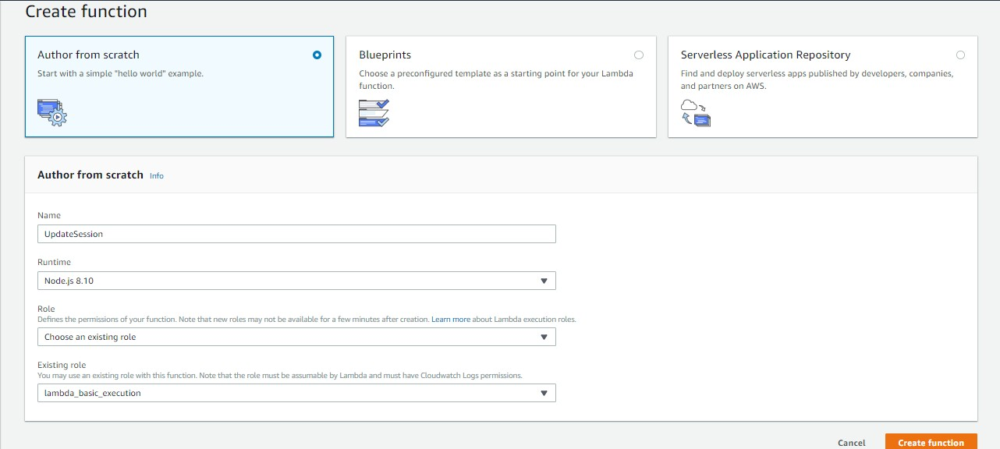 Create function
Author from scratch
Start with a simple "hello world" example.
Blueprints
Choose a preconfigured template as a starting point for your Lambda
function.
Serverless Application Repository
Find and deploy serverless apps published by developers, companies,
and partners on AWS.
Author from scratch Info
Name
UpdateSession
Runtime
Node.js 8.10
Role
Defines the permissions of your function. Note that new roles may not be available for a few minutes after creation. Learn more about Lambda execution roles.
Choose an existing role
Existing role
You may use an existing role with this function. Note that the role must be assumable by Lambda and must have Cloudwatch Logs permissions.
lambda_basic_execution
Cancel Create function